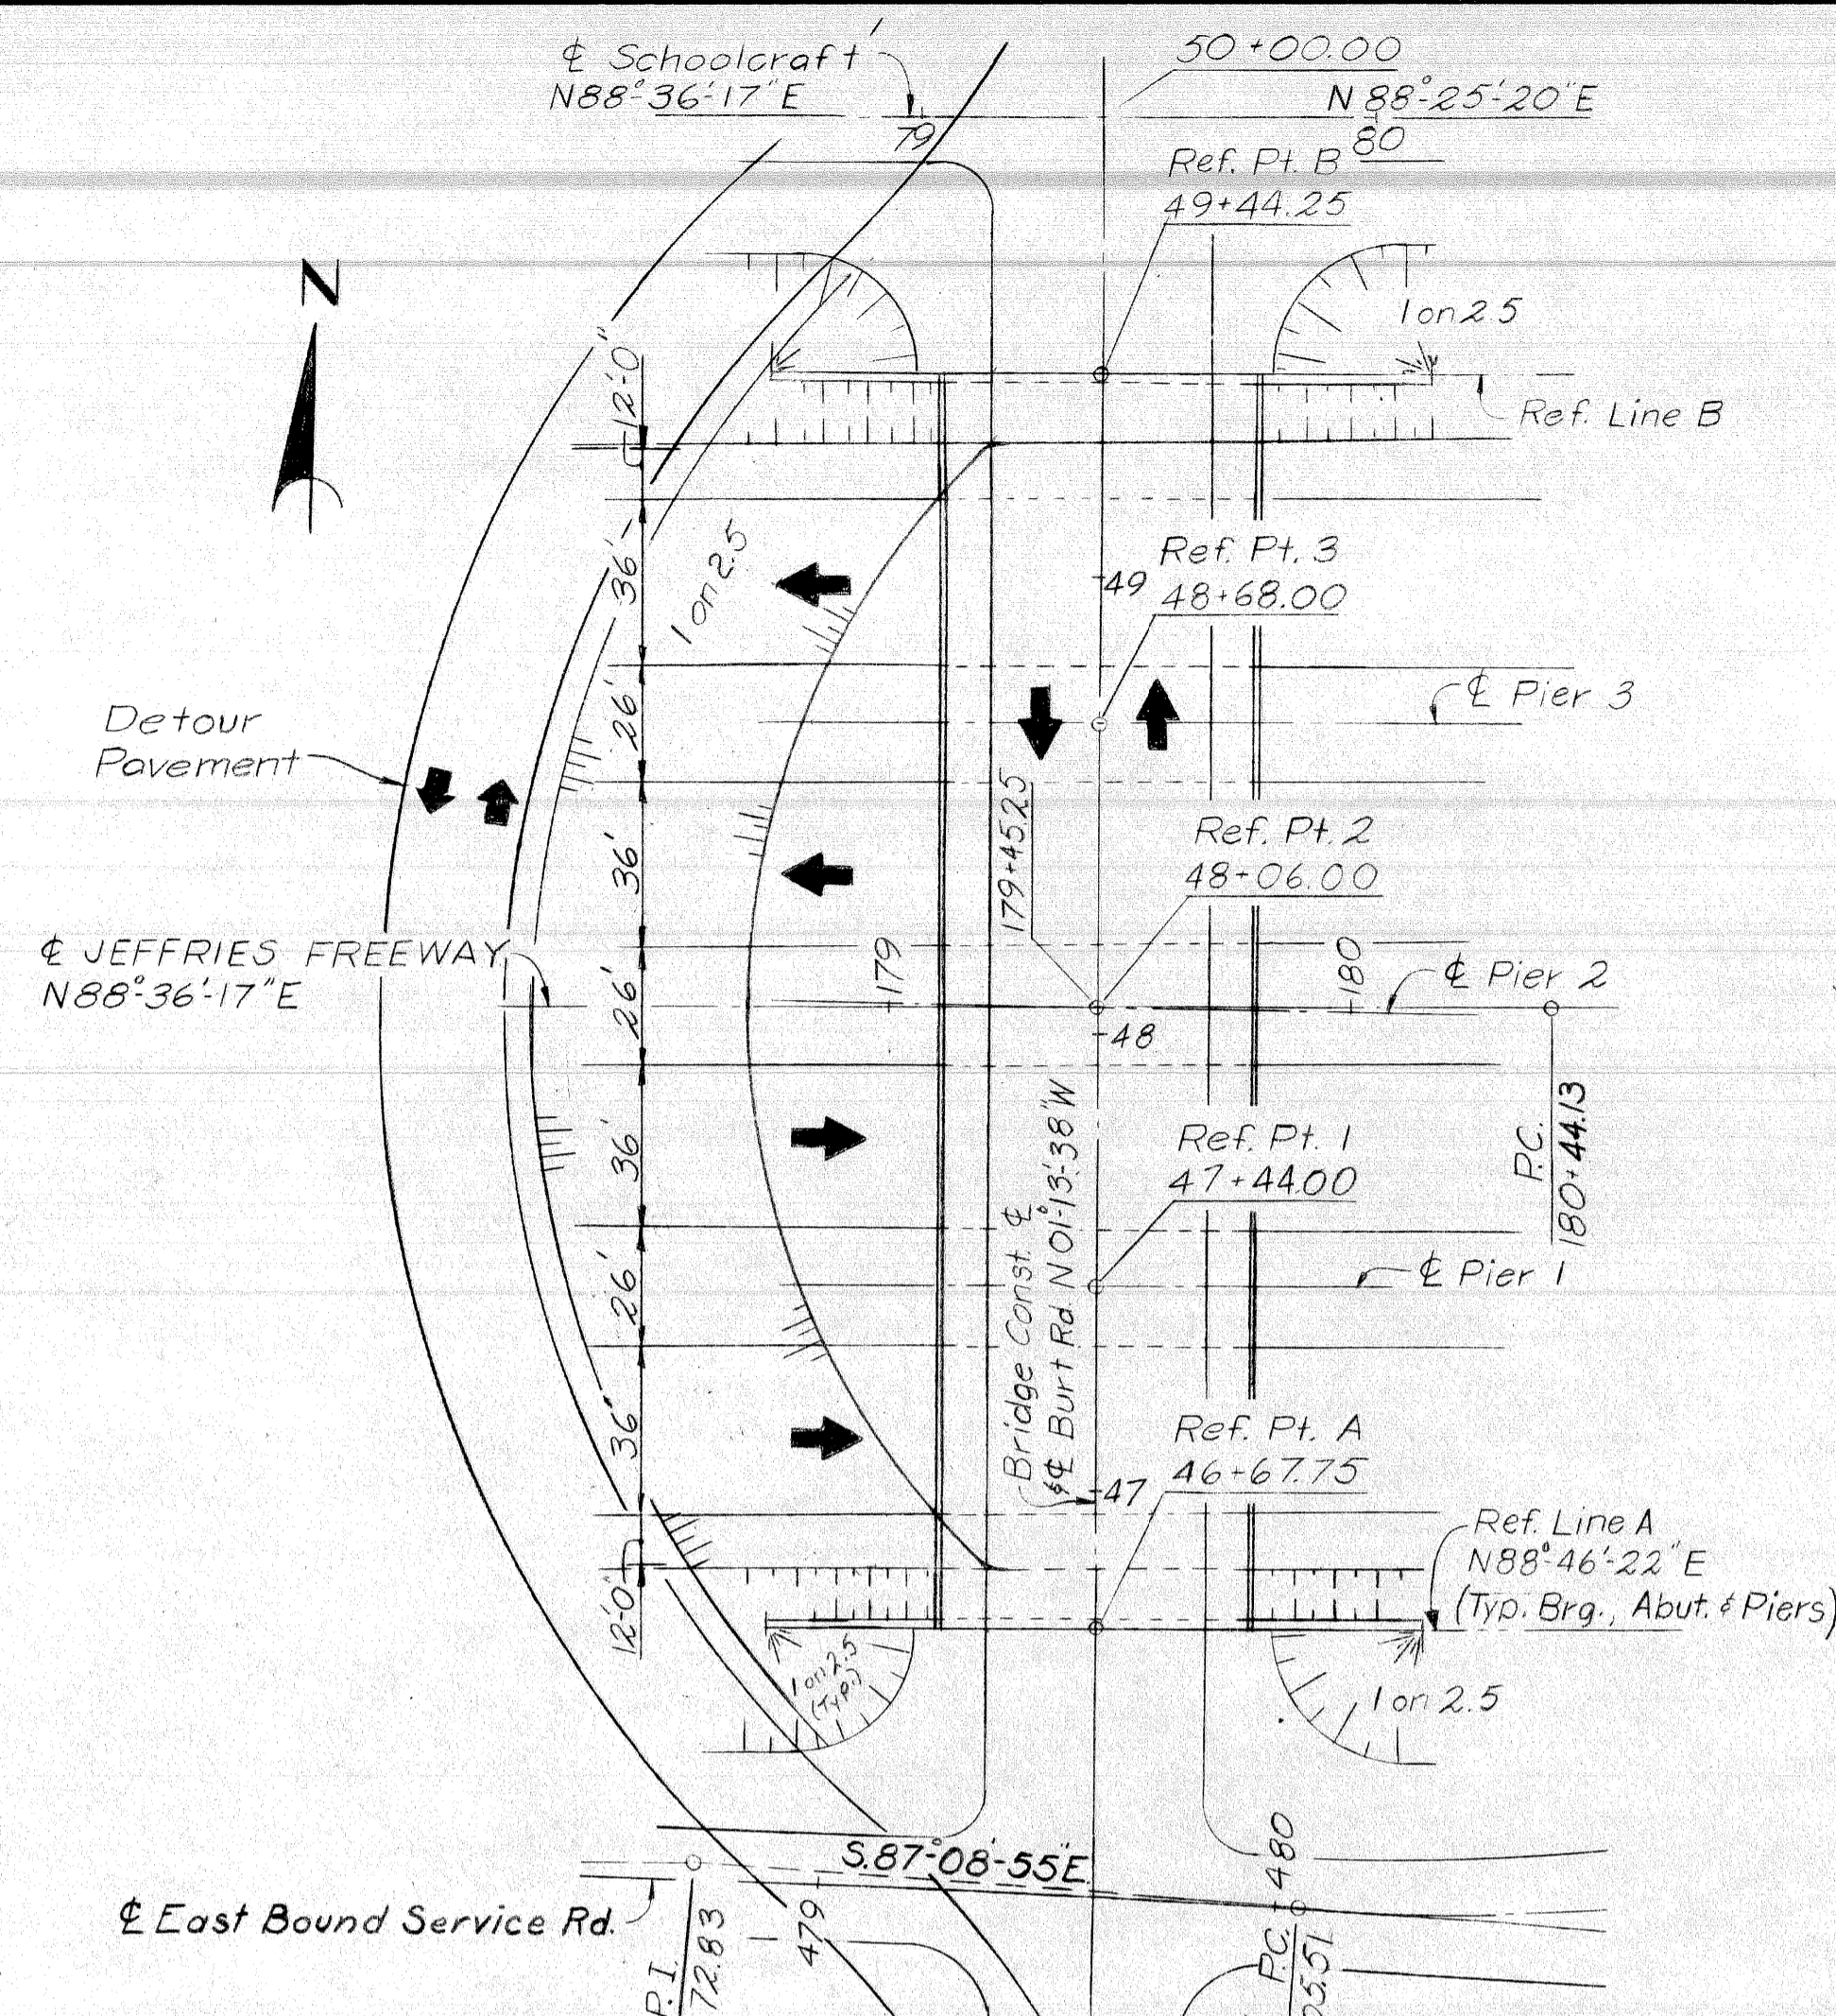 ℄ Schoolcraft
N88°-36'-17"E
50+00.00
N 88°-25'-20"E
79
80
Ref. Pt. B
49+44.25
N
1 on 2.5
12'-0"
Ref. Line B
36'
1 on 2.5
Ref. Pt. 3
49
48+68.00
26'
℄ Pier 3
Detour
Pavement
179+45.25
Ref. Pt. 2
48+06.00
36'
℄ JEFFRIES FREEWAY
N88°-36'-17"E
179
180
℄ Pier 2
26'
48
P.C.
180+44.13
36'
Ref. Pt. 1
47+44.00
Bridge Const. ℄
& ℄ Burt Rd. N 01°-13'-38"W
26'
℄ Pier 1
36'
Ref. Pt. A
46+67.75
47
Ref. Line A
N88°-46'-22"E
(Typ. Brg., Abut. & Piers)
12'-0"
1 on 2.5
(Typ.)
1 on 2.5
S.87°-08'-55"E.
℄ East Bound Service Rd.
479
480
P.I.
72.83
P.C.
05.51